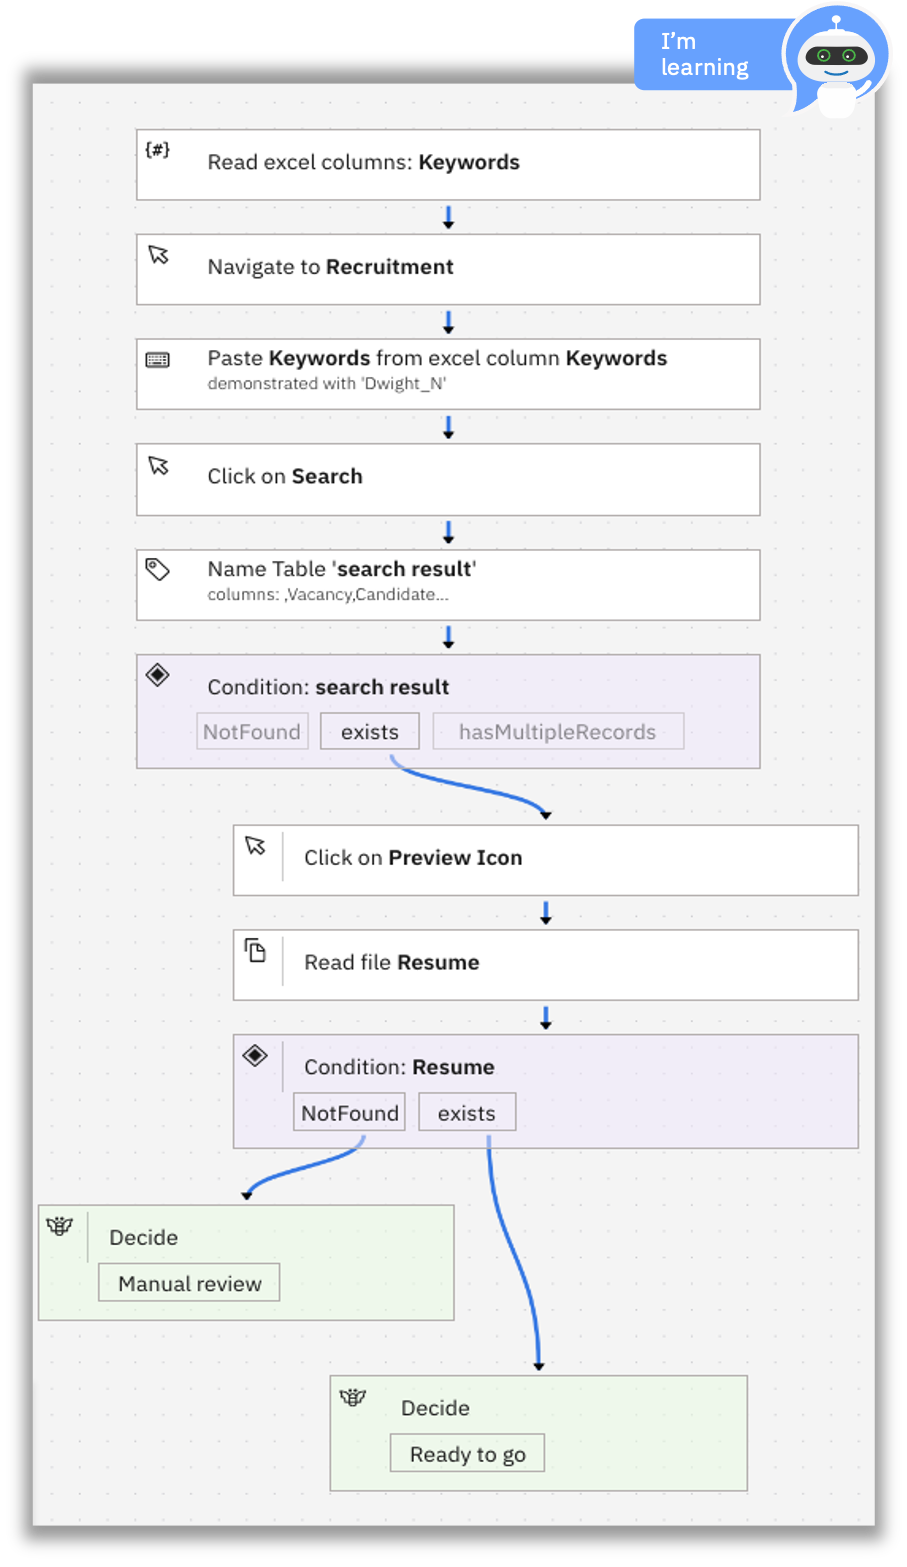 I'm
learning
{#}
Read excel columns: Keywords
Navigate to Recruitment
Paste Keywords from excel column Keywords
demonstrated with 'Dwight_N'
Click on Search
Name Table 'search result'
columns: ,Vacancy,Candidate...
Condition: search result
NotFound exists hasMultipleRecords
Click on Preview Icon
Read file Resume
Condition: Resume
NotFound exists
Decide
Manual review
Decide
Ready to go